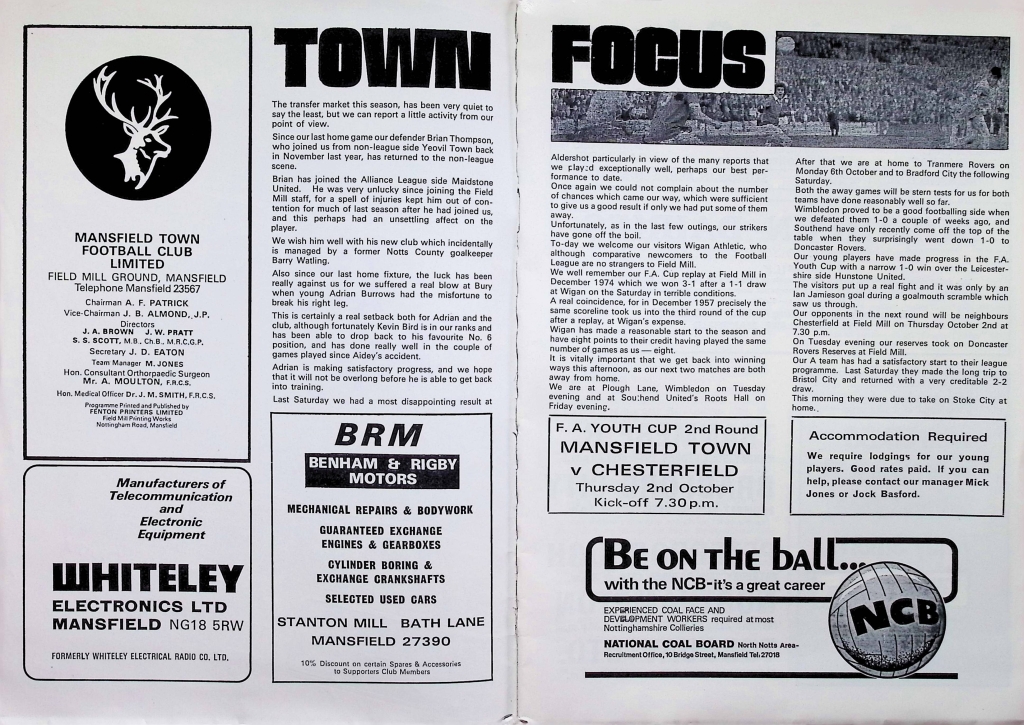 MANSFIELD TOWN
FOOTBALL CLUB
LIMITED
FIELD MILL GROUND, MANSFIELD
Telephone Mansfield 23567
Chairman A. F. PATRICK
Vice-Chairman J. B. ALMOND, J.P.
Directors
J. A. BROWN J. W. PRATT
S. S. SCOTT, M.B., Ch.B., M.R.C.G.P.
Secretary J. D. EATON
Team Manager M. JONES
Hon. Consultant Orthopaedic Surgeon
Mr. A. MOULTON, F.R.C.S.
Hon. Medical Officer Dr. J. M. SMITH, F.R.C.S.
Programme Printed and Published by
FENTON PRINTERS LIMITED
Field Mill Printing Works
Nottingham Road, Mansfield
Manufacturers of
Telecommunication
and
Electronic
Equipment
WHITELEY
ELECTRONICS LTD
MANSFIELD NG18 5RW
FORMERLY WHITELEY ELECTRICAL RADIO CO. LTD.
TOWN
The transfer market this season, has been very quiet to
say the least, but we can report a little activity from our
point of view.
Since our last home game our defender Brian Thompson,
who joined us from non-league side Yeovil Town back
in November last year, has returned to the non-league
scene.
Brian has joined the Alliance League side Maidstone
United. He was very unlucky since joining the Field
Mill staff, for a spell of injuries kept him out of con-
tention for much of last season after he had joined us,
and this perhaps had an unsettling affect on the
player.
We wish him well with his new club which incidentally
is managed by a former Notts County goalkeeper
Barry Watling.
Also since our last home fixture, the luck has been
really against us for we suffered a real blow at Bury
when young Adrian Burrows had the misfortune to
break his right leg.
This is certainly a real setback both for Adrian and the
club, although fortunately Kevin Bird is in our ranks and
has been able to drop back to his favourite No. 6
position, and has done really well in the couple of
games played since Aidey's accident.
Adrian is making satisfactory progress, and we hope
that it will not be overlong before he is able to get back
into training.
Last Saturday we had a most disappointing result at
BRM
BENHAM & RIGBY
MOTORS
MECHANICAL REPAIRS & BODYWORK
GUARANTEED EXCHANGE
ENGINES & GEARBOXES
CYLINDER BORING &
EXCHANGE CRANKSHAFTS
SELECTED USED CARS
STANTON MILL BATH LANE
MANSFIELD 27390
10% Discount on certain Spares & Accessories
to Supporters Club Members
FOCUS
Aldershot particularly in view of the many reports that
we played exceptionally well, perhaps our best per-
formance to date.
Once again we could not complain about the number
of chances which came our way, which were sufficient
to give us a good result if only we had put some of them
away.
Unfortunately, as in the last few outings, our strikers
have gone off the boil.
To-day we welcome our visitors Wigan Athletic, who
although comparative newcomers to the Football
League are no strangers to Field Mill.
We well remember our F.A. Cup replay at Field Mill in
December 1974 which we won 3-1 after a 1-1 draw
at Wigan on the Saturday in terrible conditions.
A real coincidence, for in December 1957 precisely the
same scoreline took us into the third round of the cup
after a replay, at Wigan's expense.
Wigan has made a reasonable start to the season and
have eight points to their credit having played the same
number of games as us — eight.
It is vitally important that we get back into winning
ways this afternoon, as our next two matches are both
away from home.
We are at Plough Lane, Wimbledon on Tuesday
evening and at Southend United's Roots Hall on
Friday evening.
After that we are at home to Tranmere Rovers on
Monday 6th October and to Bradford City the following
Saturday.
Both the away games will be stern tests for us for both
teams have done reasonably well so far.
Wimbledon proved to be a good footballing side when
we defeated them 1-0 a couple of weeks ago, and
Southend have only recently come off the top of the
table when they surprisingly went down 1-0 to
Doncaster Rovers.
Our young players have made progress in the F.A.
Youth Cup with a narrow 1-0 win over the Leicester-
shire side Hunstone United.
The visitors put up a real fight and it was only by an
Ian Jamieson goal during a goalmouth scramble which
saw us through.
Our opponents in the next round will be neighbours
Chesterfield at Field Mill on Thursday October 2nd at
7.30 p.m.
On Tuesday evening our reserves took on Doncaster
Rovers Reserves at Field Mill.
Our A team has had a satisfactory start to their league
programme. Last Saturday they made the long trip to
Bristol City and returned with a very creditable 2-2
draw.
This morning they were due to take on Stoke City at
home.
F. A. YOUTH CUP 2nd Round
MANSFIELD TOWN
v CHESTERFIELD
Thursday 2nd October
Kick-off 7.30 p.m.
Accommodation Required
We require lodgings for our young
players. Good rates paid. If you can
help, please contact our manager Mick
Jones or Jock Basford.
BE ON THE ball...
with the NCB-it's a great career
EXPERIENCED COAL FACE AND
DEVELOPMENT WORKERS required at most
Nottinghamshire Collieries
NATIONAL COAL BOARD North Notts Area-
Recruitment Office, 10 Bridge Street, Mansfield Tel: 27018
NCB